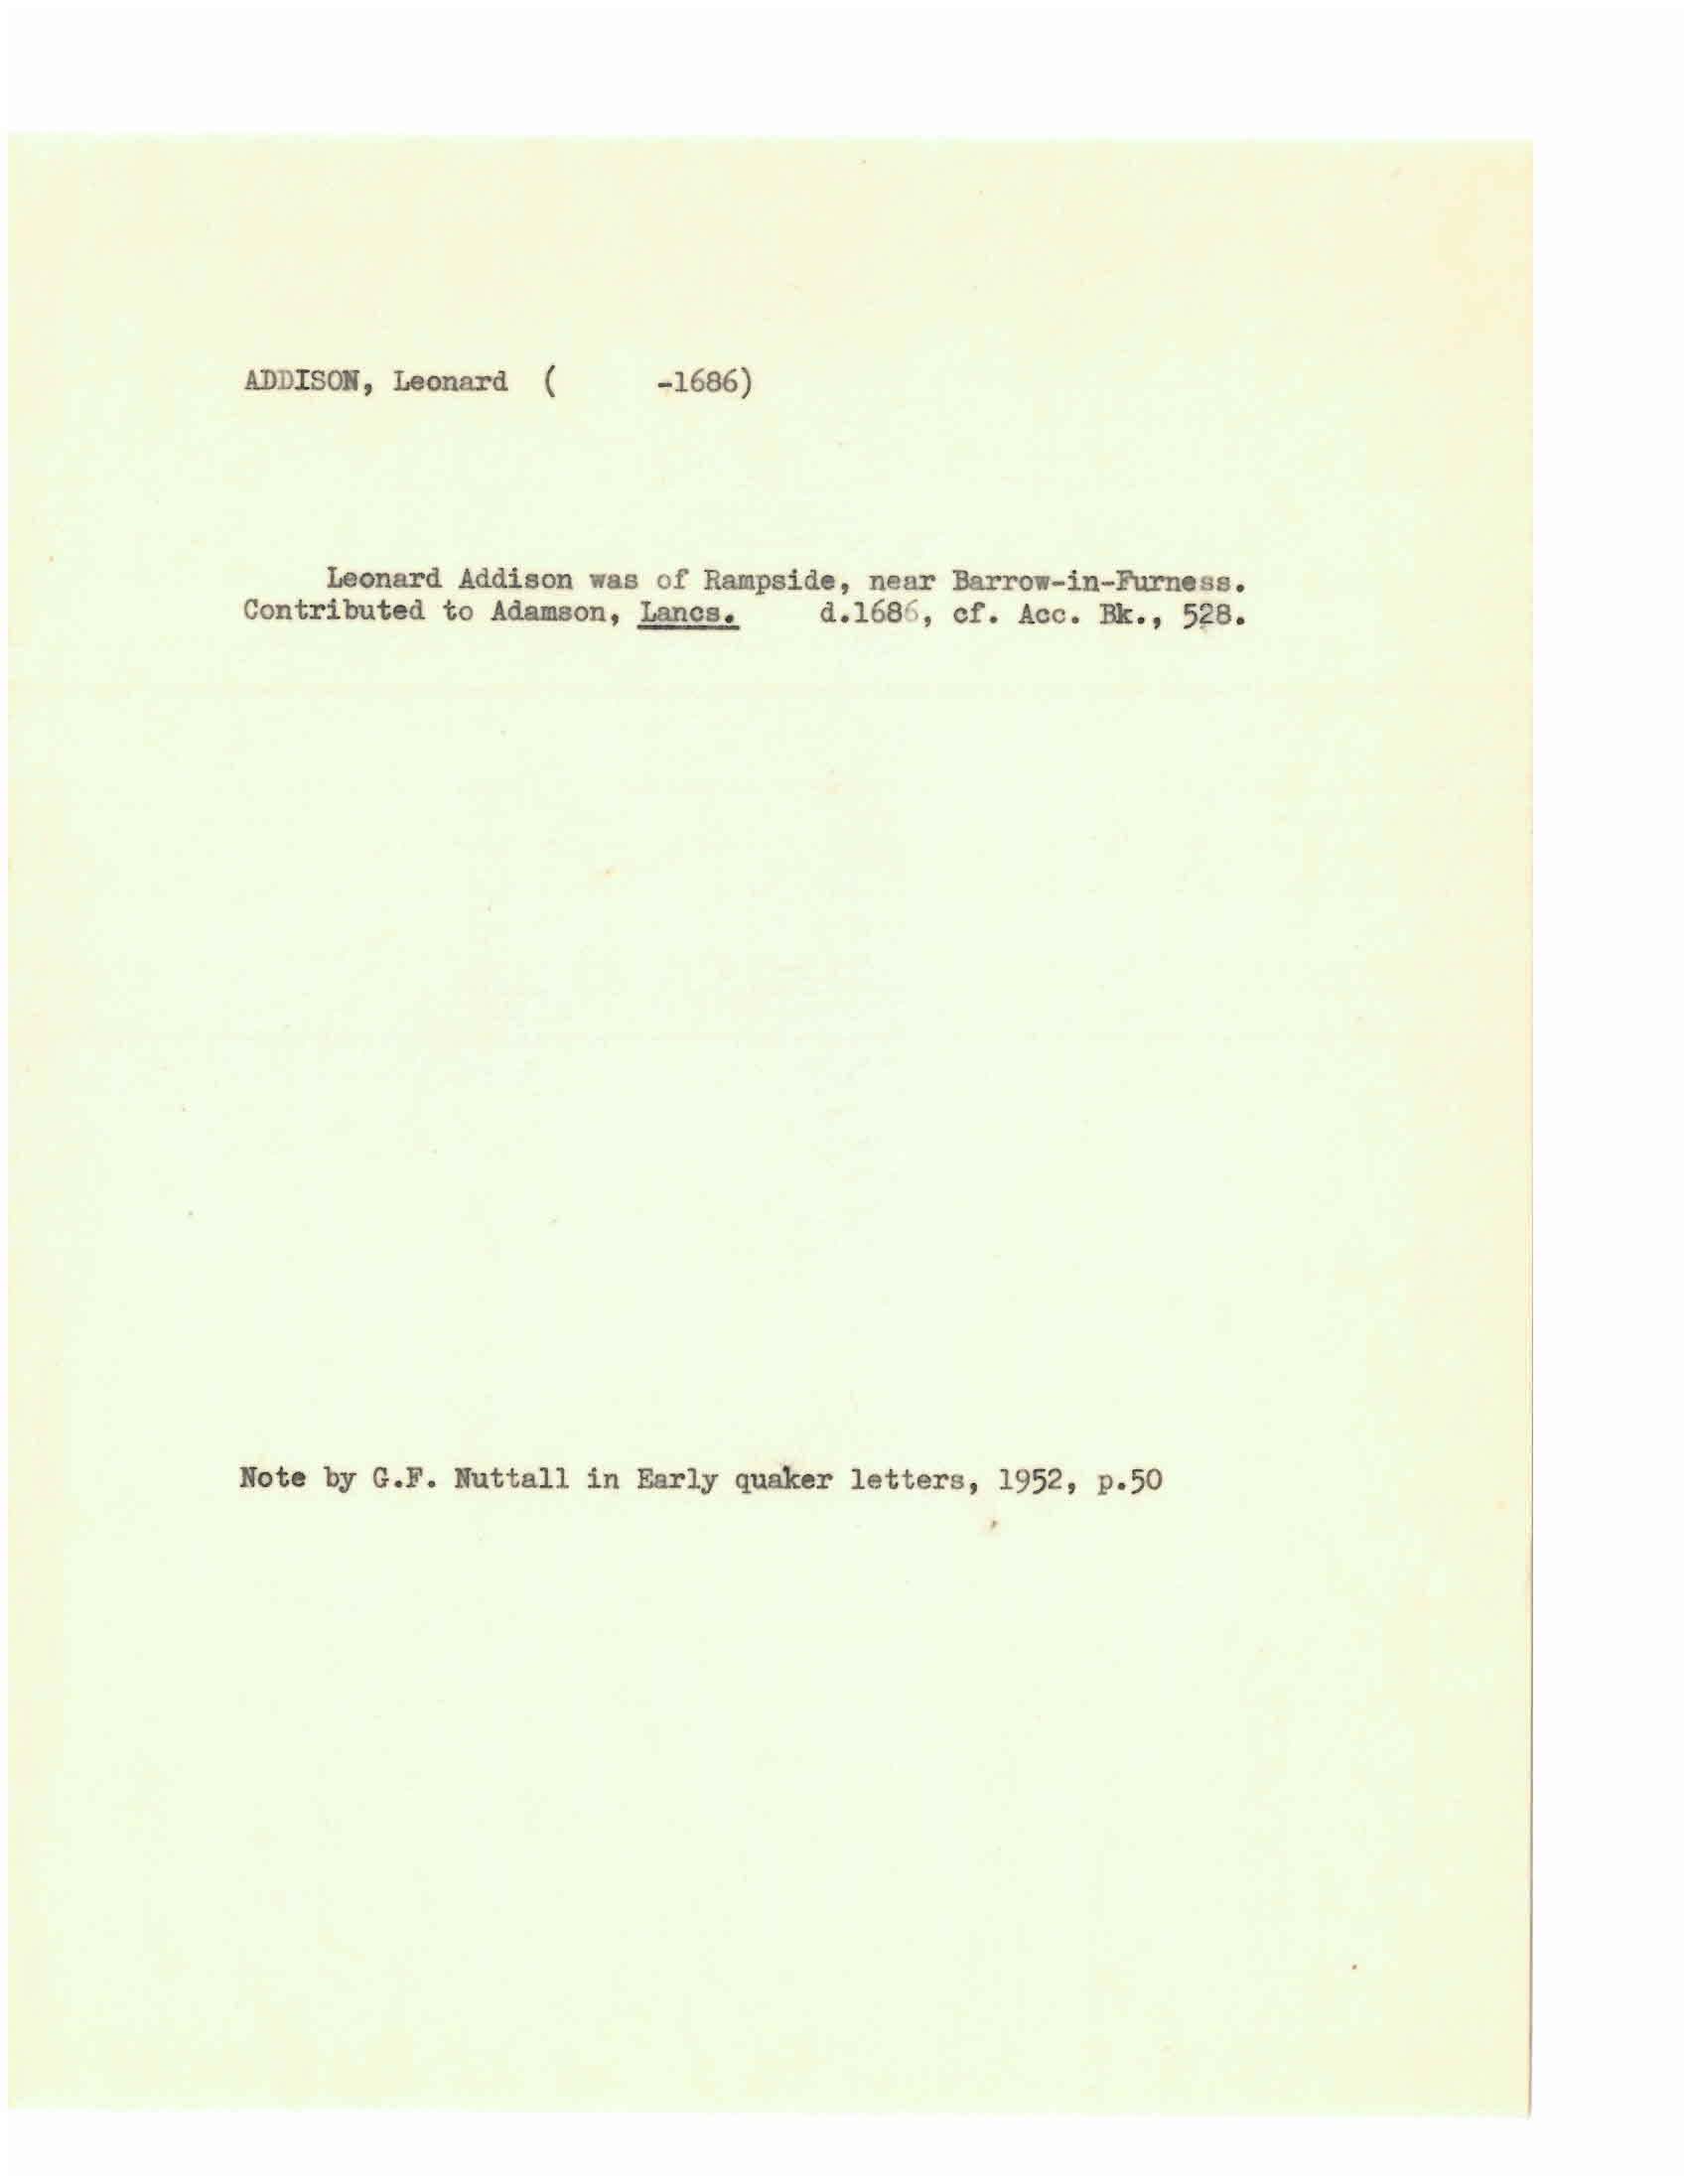 ADDISON, Leonard (      -1686)
Leonard Addison was of Rampside, near Barrow-in-Furness.
Contributed to Adamson, Lancs.     d.1686, cf. Acc. Bk., 528.
Note by G.F. Nuttall in Early quaker letters, 1952, p.50